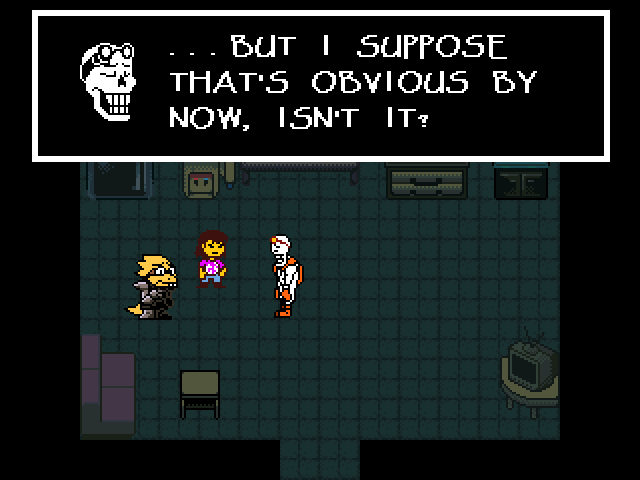 ...BUT I SUPPOSE
THAT'S OBVIOUS BY
NOW, ISN'T IT?